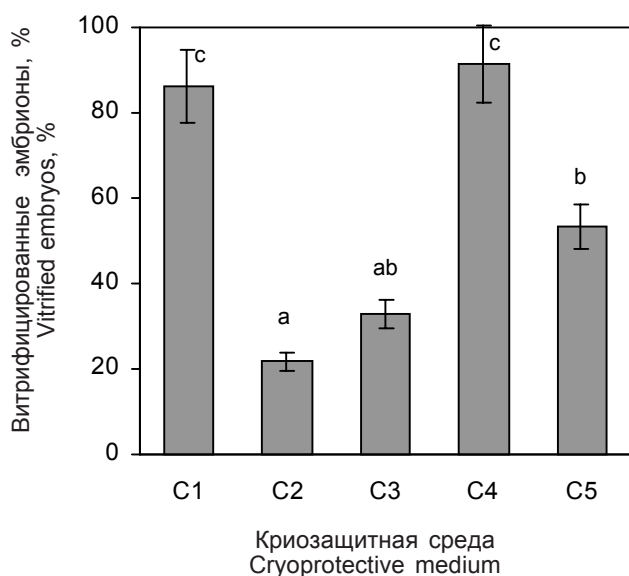 Витрифицированные эмбрионы, %
Vitrified embryos, %
100
80
60
40
20
0
c
a
ab
c
b
C1 C2 C3 C4 C5
Криозащитная среда
Cryoprotective medium